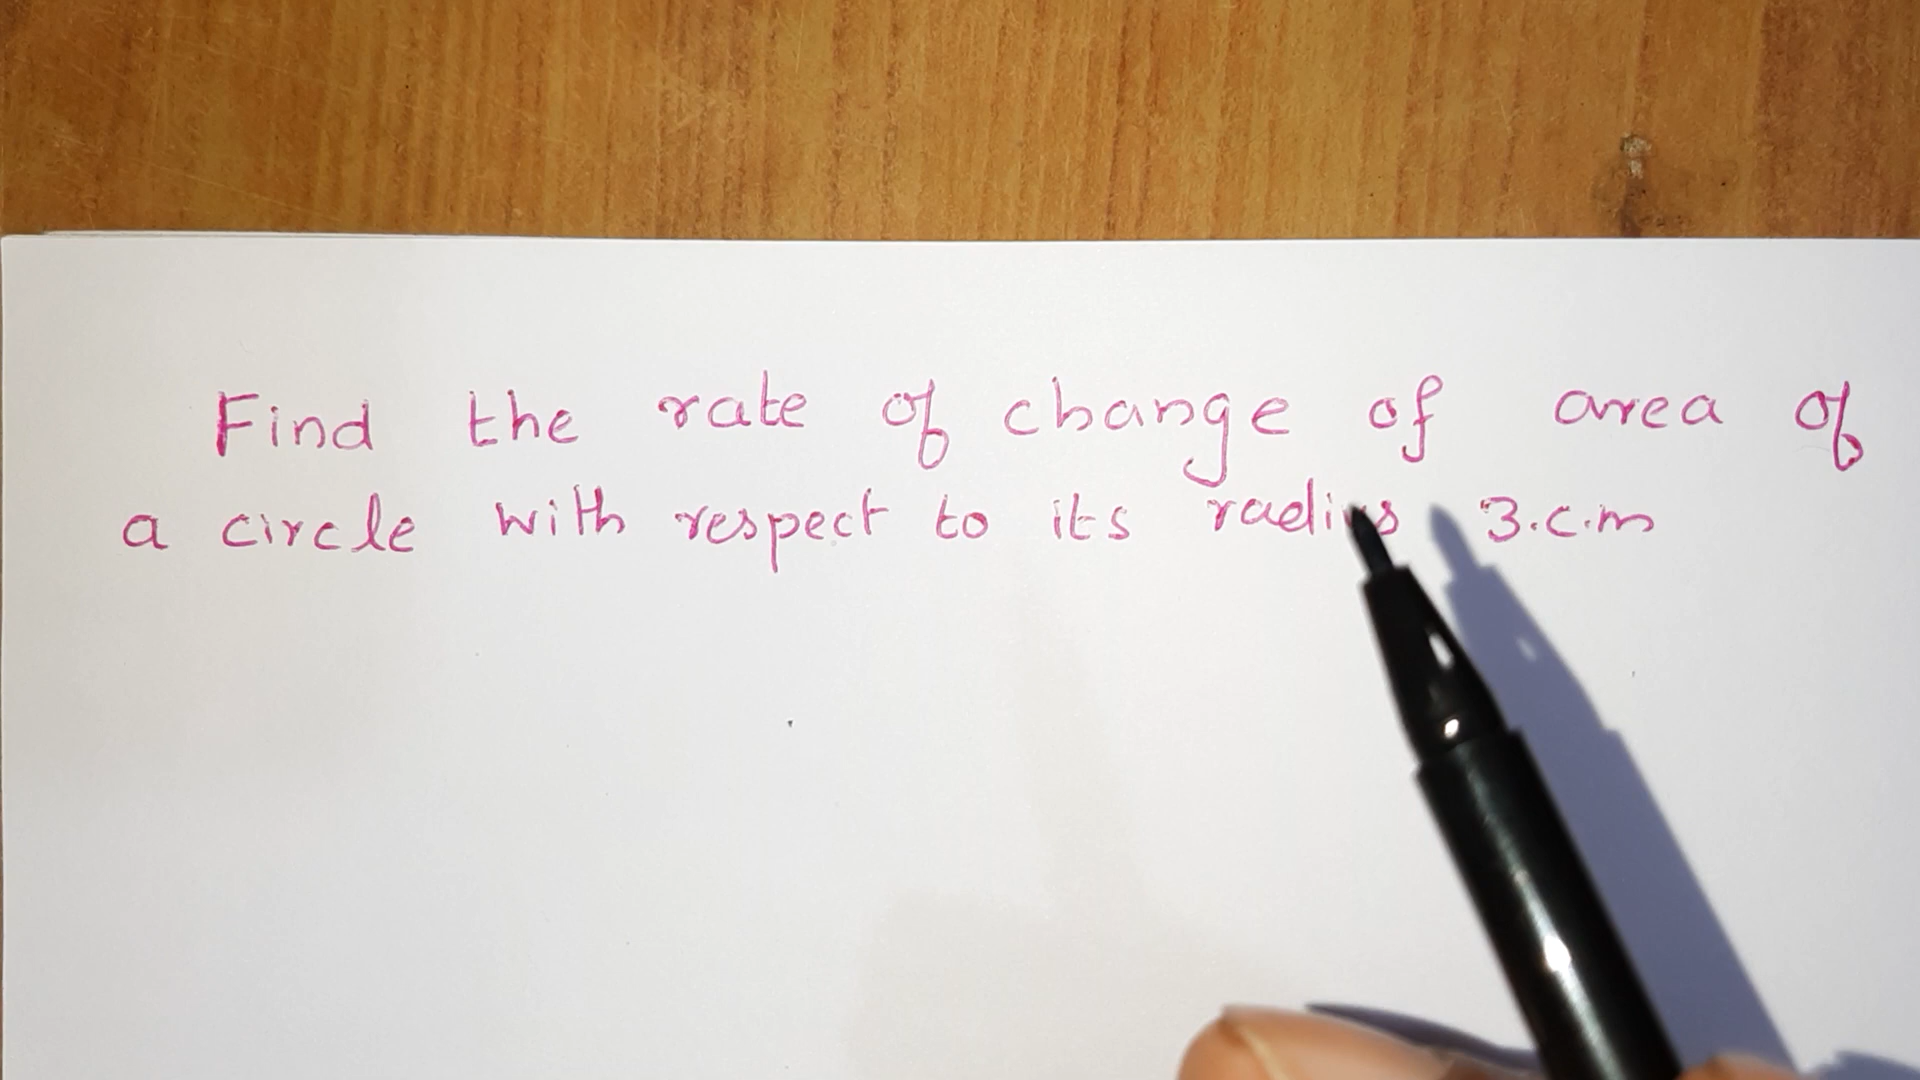 Find the rate of change of area of
a circle with respect to its radius 3.c.m